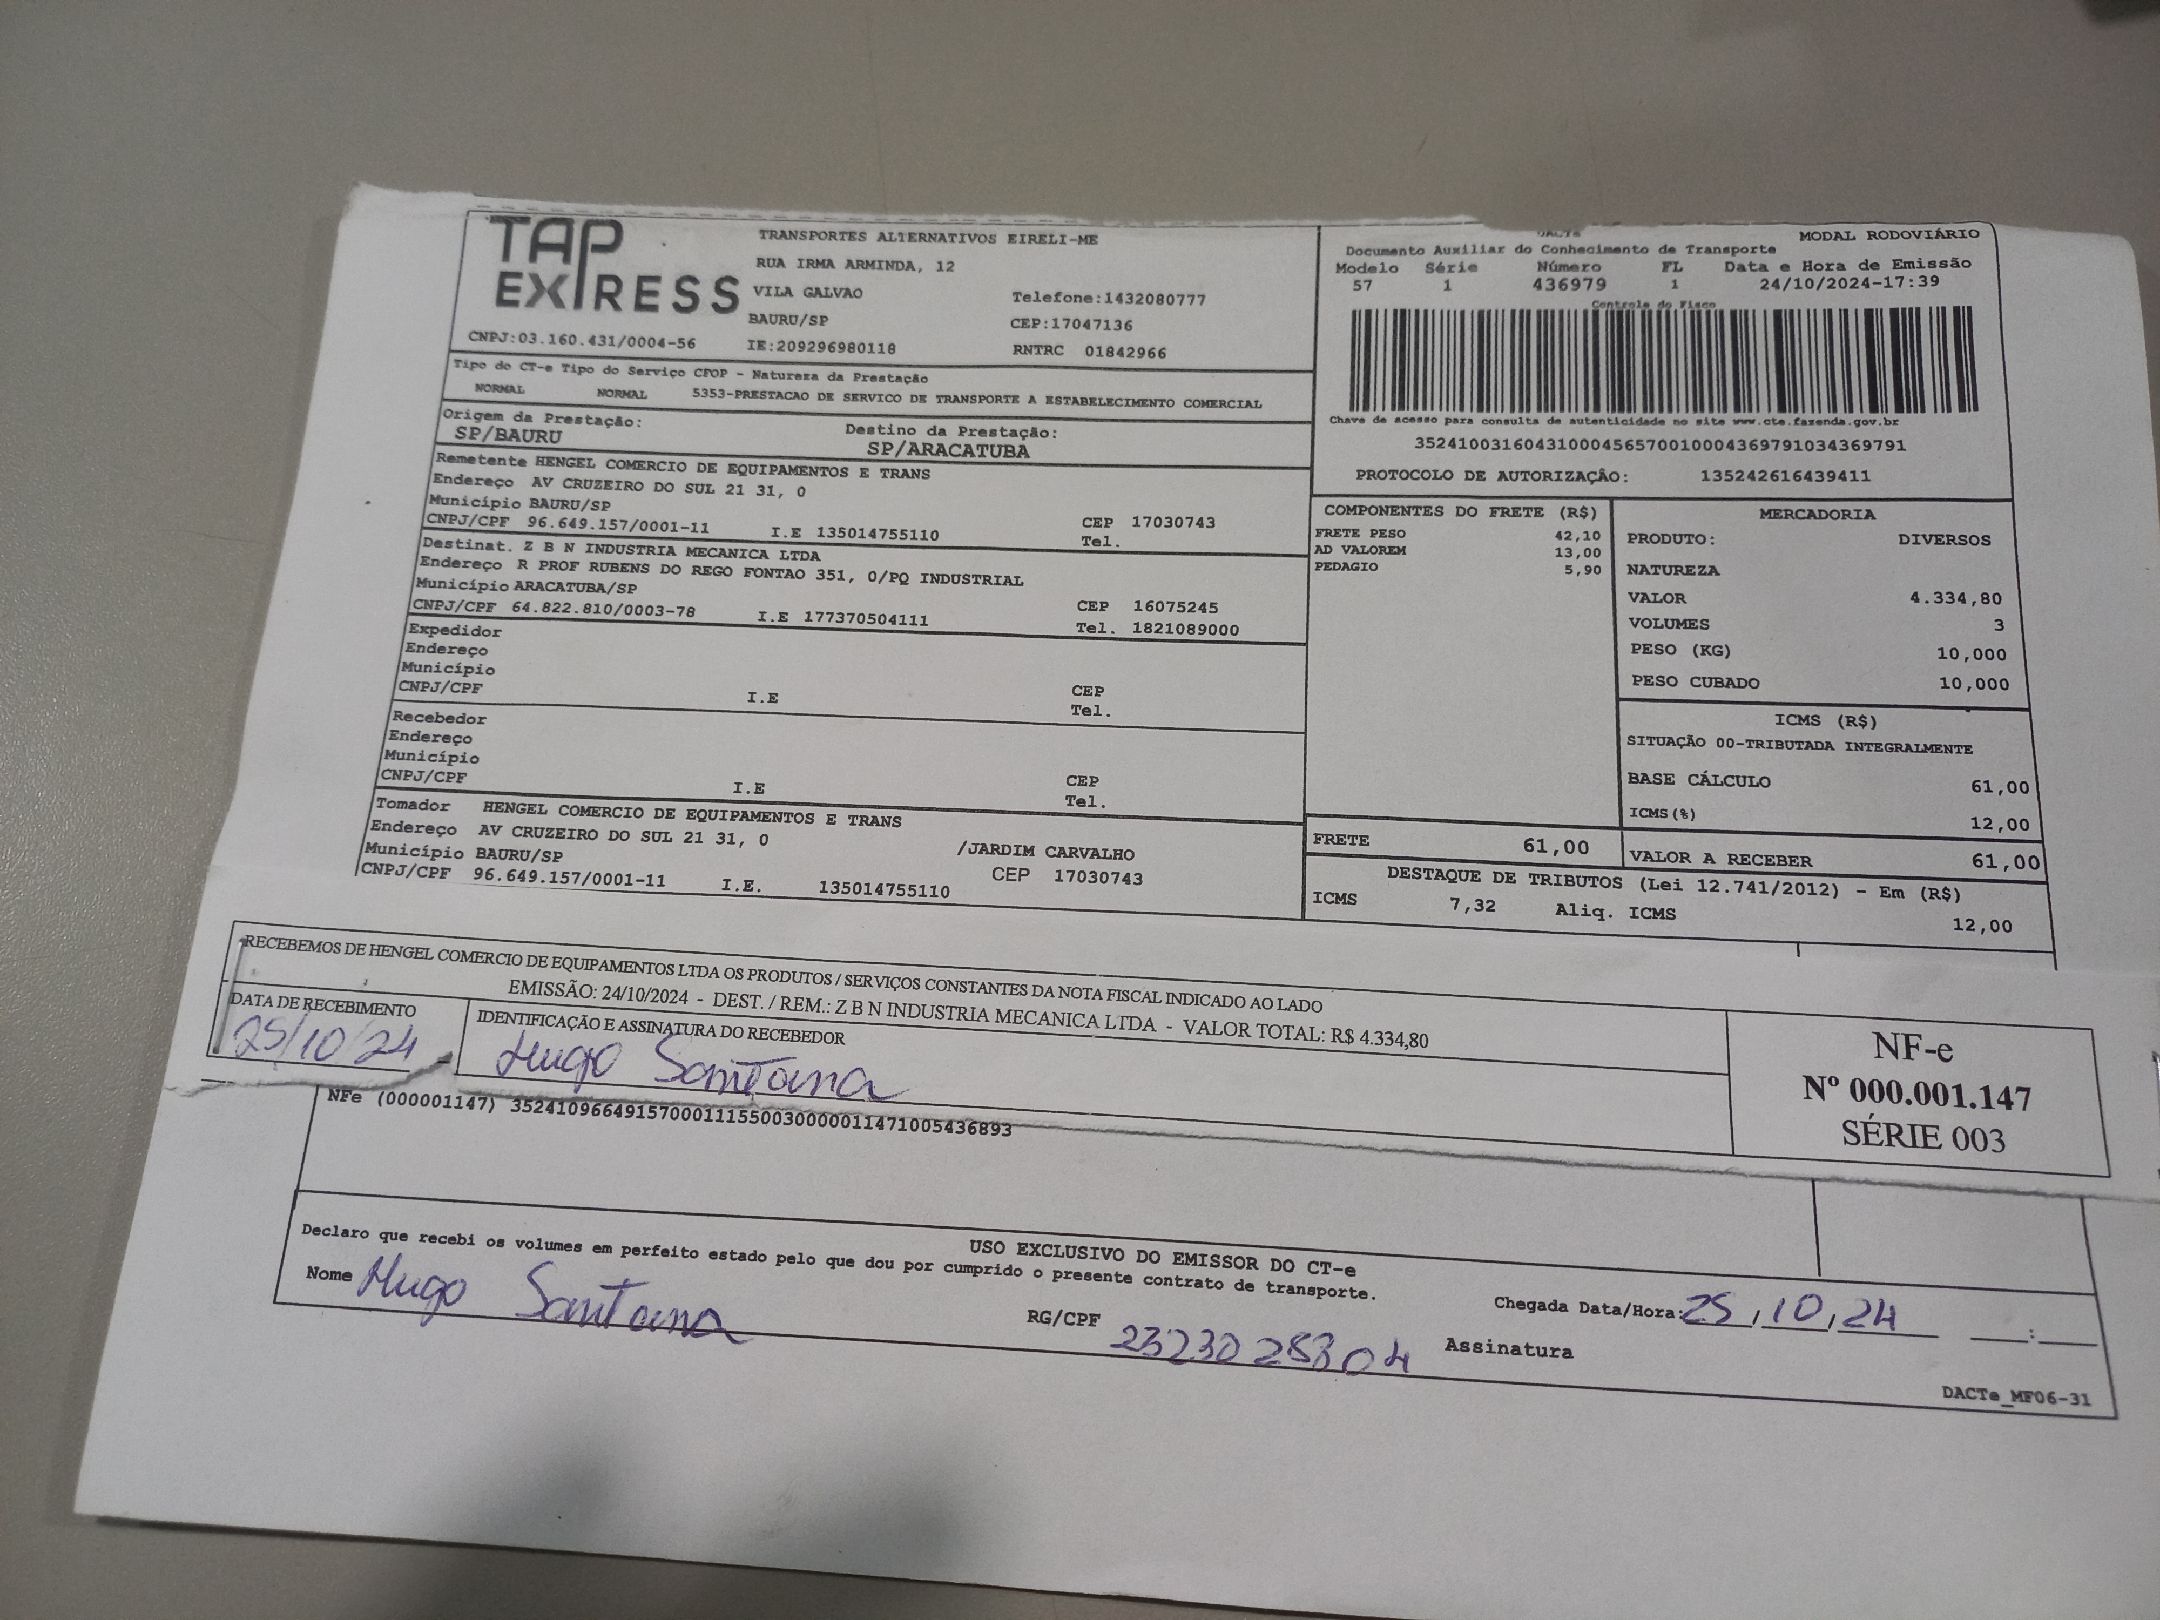 TAP EXPRESS
TRANSPORTES ALTERNATIVOS EIRELI-ME
RUA IRMA ARMINDA, 12
VILA GALVAO Telefone:1432080777
BAURU/SP CEP:17047136
CNPJ:03.160.431/0004-56 IE:209296980118 RNTRC 01842966
Tipo do CT-e Tipo do Serviço CFOP - Natureza da Prestação
NORMAL NORMAL 5353-PRESTACAO DE SERVICO DE TRANSPORTE A ESTABELECIMENTO COMERCIAL
Origem da Prestação: Destino da Prestação:
SP/BAURU SP/ARACATUBA
Remetente HENGEL COMERCIO DE EQUIPAMENTOS E TRANS
Endereço AV CRUZEIRO DO SUL 21 31, 0
Município BAURU/SP CEP 17030743
CNPJ/CPF 96.649.157/0001-11 I.E 135014755110 Tel.
Destinat. Z B N INDUSTRIA MECANICA LTDA
Endereço R PROF RUBENS DO REGO FONTAO 351, 0/PQ INDUSTRIAL
Município ARACATUBA/SP CEP 16075245
CNPJ/CPF 64.822.810/0003-78 I.E 177370504111 Tel. 1821089000
Expedidor
Endereço
Município CEP
CNPJ/CPF I.E Tel.
Recebedor
Endereço
Município CEP
CNPJ/CPF I.E Tel.
Tomador HENGEL COMERCIO DE EQUIPAMENTOS E TRANS
Endereço AV CRUZEIRO DO SUL 21 31, 0 /JARDIM CARVALHO
Município BAURU/SP CEP 17030743
CNPJ/CPF 96.649.157/0001-11 I.E. 135014755110
MODAL RODOVIÁRIO
Documento Auxiliar do Conhecimento de Transporte
Modelo Série Número FL Data e Hora de Emissão
57 1 436979 1 24/10/2024-17:39
Controle do Fisco
Chave de acesso para consulta de autenticidade no site www.cte.fazenda.gov.br
35241003160431000456570010004369791034369791
PROTOCOLO DE AUTORIZAÇÃO: 135242616439411
COMPONENTES DO FRETE (R$)
FRETE PESO 42,10
AD VALOREM 13,00
PEDAGIO 5,90
MERCADORIA
PRODUTO: DIVERSOS
NATUREZA
VALOR 4.334,80
VOLUMES 3
PESO (KG) 10,000
PESO CUBADO 10,000
ICMS (R$)
SITUAÇÃO 00-TRIBUTADA INTEGRALMENTE
BASE CÁLCULO 61,00
ICMS(%) 12,00
FRETE 61,00 VALOR A RECEBER 61,00
DESTAQUE DE TRIBUTOS (Lei 12.741/2012) - Em (R$)
ICMS 7,32 Aliq. ICMS 12,00
RECEBEMOS DE HENGEL COMERCIO DE EQUIPAMENTOS LTDA OS PRODUTOS / SERVIÇOS CONSTANTES DA NOTA FISCAL INDICADO AO LADO
EMISSÃO: 24/10/2024 - DEST. / REM.: Z B N INDUSTRIA MECANICA LTDA - VALOR TOTAL: R$ 4.334,80
DATA DE RECEBIMENTO IDENTIFICAÇÃO E ASSINATURA DO RECEBEDOR
25/10/24 Hugo Santana
NF-e
Nº 000.001.147
SÉRIE 003
NFe (000001147) 35241096649157000111550030000011471005436893
USO EXCLUSIVO DO EMISSOR DO CT-e
Declaro que recebi os volumes em perfeito estado pelo que dou por cumprido o presente contrato de transporte.
Nome Hugo Santana RG/CPF 23230283304 Chegada Data/Hora: 25,10,24 :
Assinatura
DACTe_MF06-31